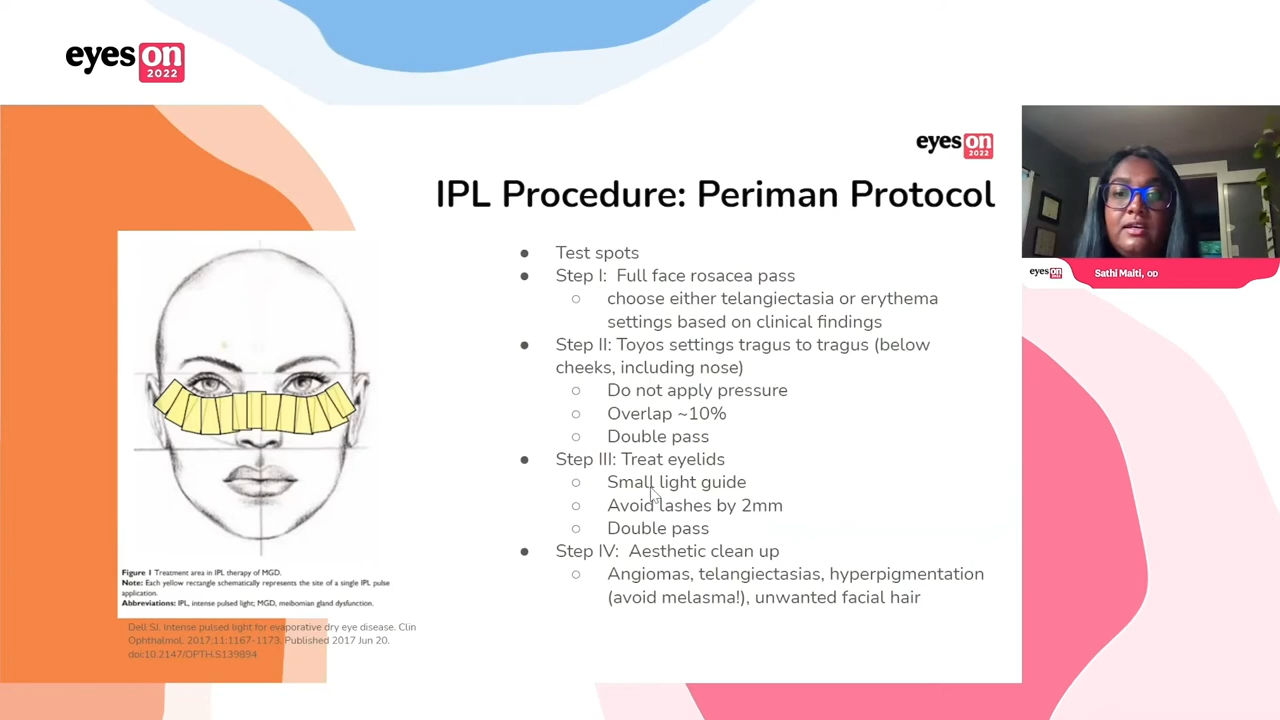 eyes on
2022
eyes on
2022
IPL Procedure: Periman Protocol
● Test spots
● Step I: Full face rosacea pass
○ choose either telangiectasia or erythema
settings based on clinical findings
● Step II: Toyos settings tragus to tragus (below
cheeks, including nose)
○ Do not apply pressure
○ Overlap ~10%
○ Double pass
● Step III: Treat eyelids
○ Small light guide
○ Avoid lashes by 2mm
○ Double pass
● Step IV: Aesthetic clean up
○ Angiomas, telangiectasias, hyperpigmentation
(avoid melasma!), unwanted facial hair
Figure 1 Treatment area in IPL therapy of MGD.
Note: Each yellow rectangle schematically represents the site of a single IPL pulse
application.
Abbreviations: IPL, intense pulsed light; MGD, meibomian gland dysfunction.
Dell SJ. Intense pulsed light for evaporative dry eye disease. Clin
Ophthalmol. 2017;11:1167-1173. Published 2017 Jun 20.
doi:10.2147/OPTH.S139894
eyes on
2022
Sathi Maiti, OD